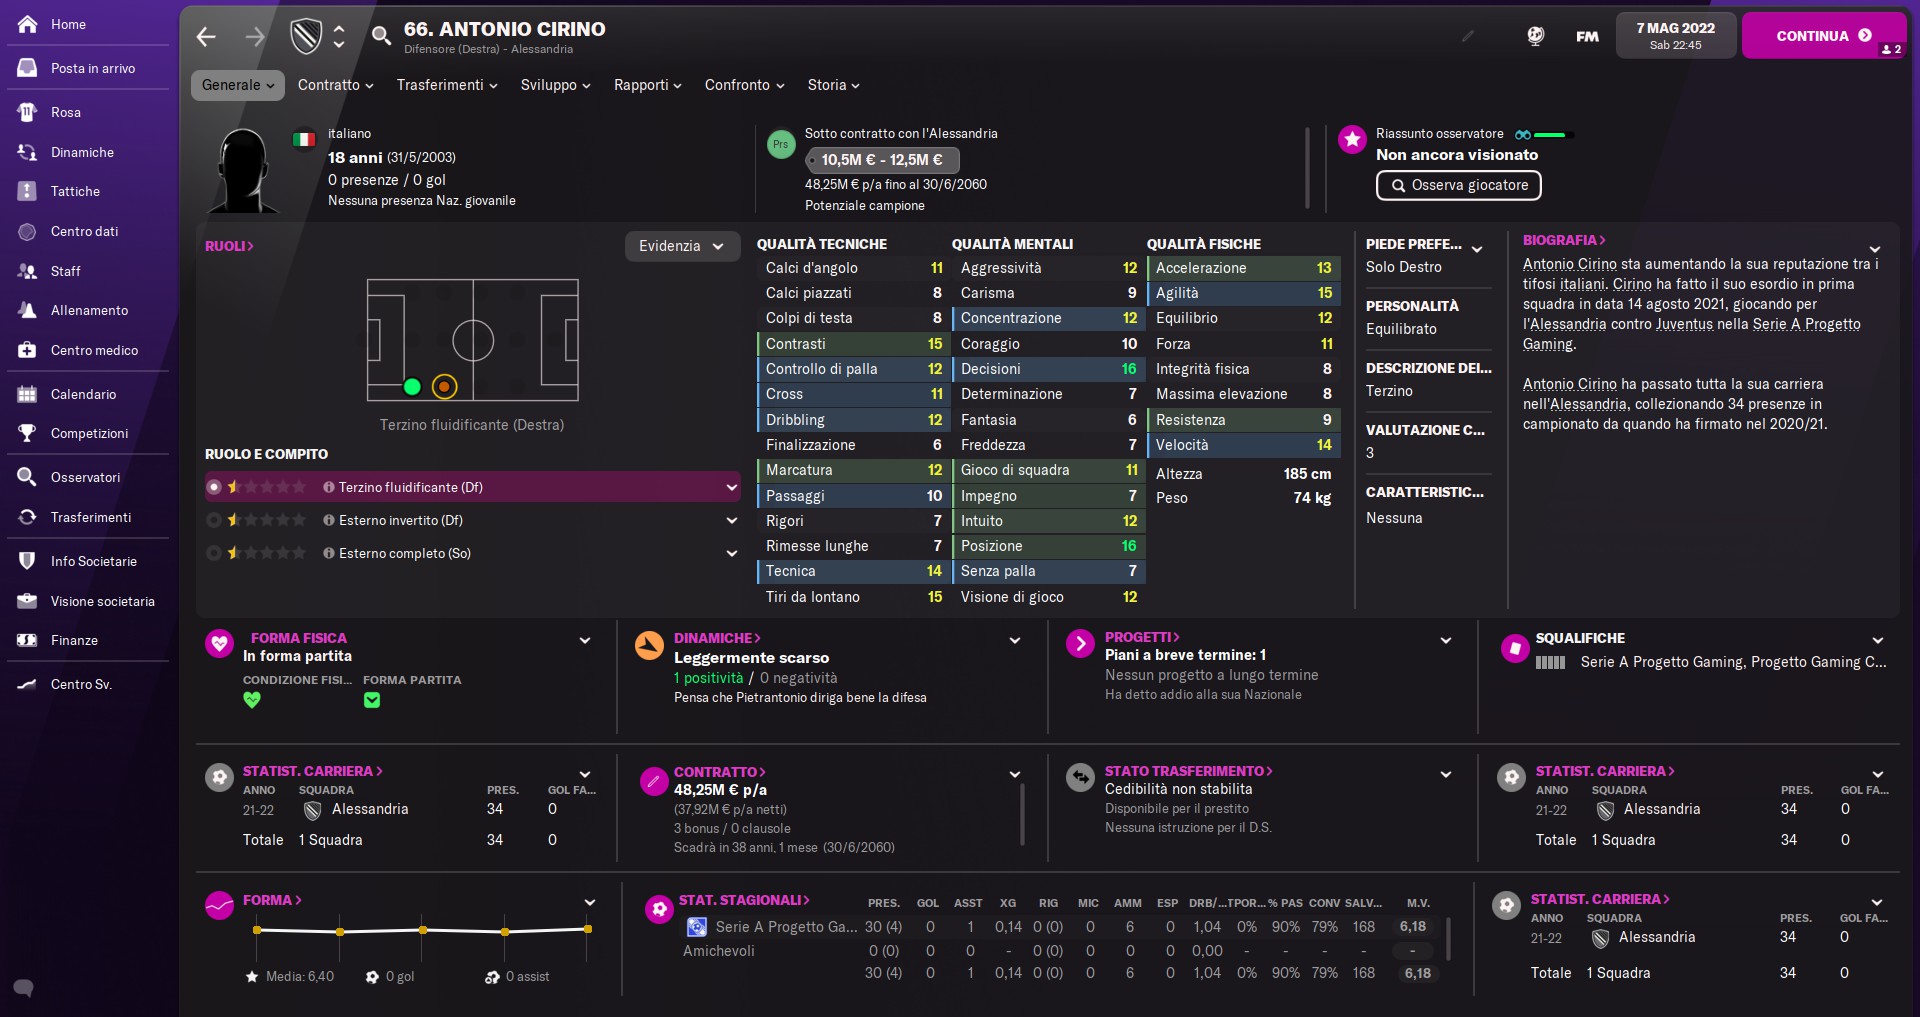 Home
Posta in arrivo
Rosa
Dinamiche
Tattiche
Centro dati
Staff
Allenamento
Centro medico
Calendario
Competizioni
Osservatori
Trasferimenti
Info Societarie
Visione societaria
Finanze
Centro Sv.
66. ANTONIO CIRINO
Difensore (Destra) - Alessandria
FM
7 MAG 2022
Sab 22:45
CONTINUA
2
Generale
Contratto
Trasferimenti
Sviluppo
Rapporti
Confronto
Storia
italiano
18 anni (31/5/2003)
0 presenze / 0 gol
Nessuna presenza Naz. giovanile
Prs
Sotto contratto con l'Alessandria
10,5M € - 12,5M €
48,25M € p/a fino al 30/6/2060
Potenziale campione
Riassunto osservatore
Non ancora visionato
Osserva giocatore
RUOLI
Evidenzia
Terzino fluidificante (Destra)
RUOLO E COMPITO
Terzino fluidificante (Df)
Esterno invertito (Df)
Esterno completo (So)
QUALITÀ TECNICHE
Calci d'angolo 11
Calci piazzati 8
Colpi di testa 8
Contrasti 15
Controllo di palla 12
Cross 11
Dribbling 12
Finalizzazione 6
Marcatura 12
Passaggi 10
Rigori 7
Rimesse lunghe 7
Tecnica 14
Tiri da lontano 15
QUALITÀ MENTALI
Aggressività 12
Carisma 9
Concentrazione 12
Coraggio 10
Decisioni 16
Determinazione 7
Fantasia 6
Freddezza 7
Gioco di squadra 11
Impegno 7
Intuito 12
Posizione 16
Senza palla 7
Visione di gioco 12
QUALITÀ FISICHE
Accelerazione 13
Agilità 15
Equilibrio 12
Forza 11
Integrità fisica 8
Massima elevazione 8
Resistenza 9
Velocità 14
Altezza 185 cm
Peso 74 kg
PIEDE PREFE...
Solo Destro
PERSONALITÀ
Equilibrato
DESCRIZIONE DEI...
Terzino
VALUTAZIONE C...
3
CARATTERISTIC...
Nessuna
BIOGRAFIA
Antonio Cirino sta aumentando la sua reputazione tra i
tifosi italiani. Cirino ha fatto il suo esordio in prima
squadra in data 14 agosto 2021, giocando per
l'Alessandria contro Juventus nella Serie A Progetto
Gaming.
Antonio Cirino ha passato tutta la sua carriera
nell'Alessandria, collezionando 34 presenze in
campionato da quando ha firmato nel 2020/21.
FORMA FISICA
In forma partita
CONDIZIONE FISI... FORMA PARTITA
DINAMICHE
Leggermente scarso
1 positività / 0 negatività
Pensa che Pietrantonio diriga bene la difesa
PROGETTI
Piani a breve termine: 1
Nessun progetto a lungo termine
Ha detto addio alla sua Nazionale
SQUALIFICHE
Serie A Progetto Gaming, Progetto Gaming C...
STATIST. CARRIERA
ANNO SQUADRA PRES. GOL FA...
21-22 Alessandria 34 0
Totale 1 Squadra 34 0
CONTRATTO
48,25M € p/a
(37,92M € p/a netti)
3 bonus / 0 clausole
Scadrà in 38 anni, 1 mese (30/6/2060)
STATO TRASFERIMENTO
Cedibilità non stabilita
Disponibile per il prestito
Nessuna istruzione per il D.S.
STATIST. CARRIERA
ANNO SQUADRA PRES. GOL FA...
21-22 Alessandria 34 0
Totale 1 Squadra 34 0
FORMA
Media: 6,40 0 gol 0 assist
STAT. STAGIONALI PRES. GOL ASST XG RIG MIC AMM ESP DRB/... TPOR... % PAS CONV SALV... M.V.
Serie A Progetto Ga... 30 (4) 0 1 0,14 0 (0) 0 6 0 1,04 0% 90% 79% 168 6,18
Amichevoli 0 (0) 0 0 - 0 (0) 0 0 0 0,00 - - - - -
30 (4) 0 1 0,14 0 (0) 0 6 0 1,04 0% 90% 79% 168 6,18
STATIST. CARRIERA
ANNO SQUADRA PRES. GOL FA...
21-22 Alessandria 34 0
Totale 1 Squadra 34 0